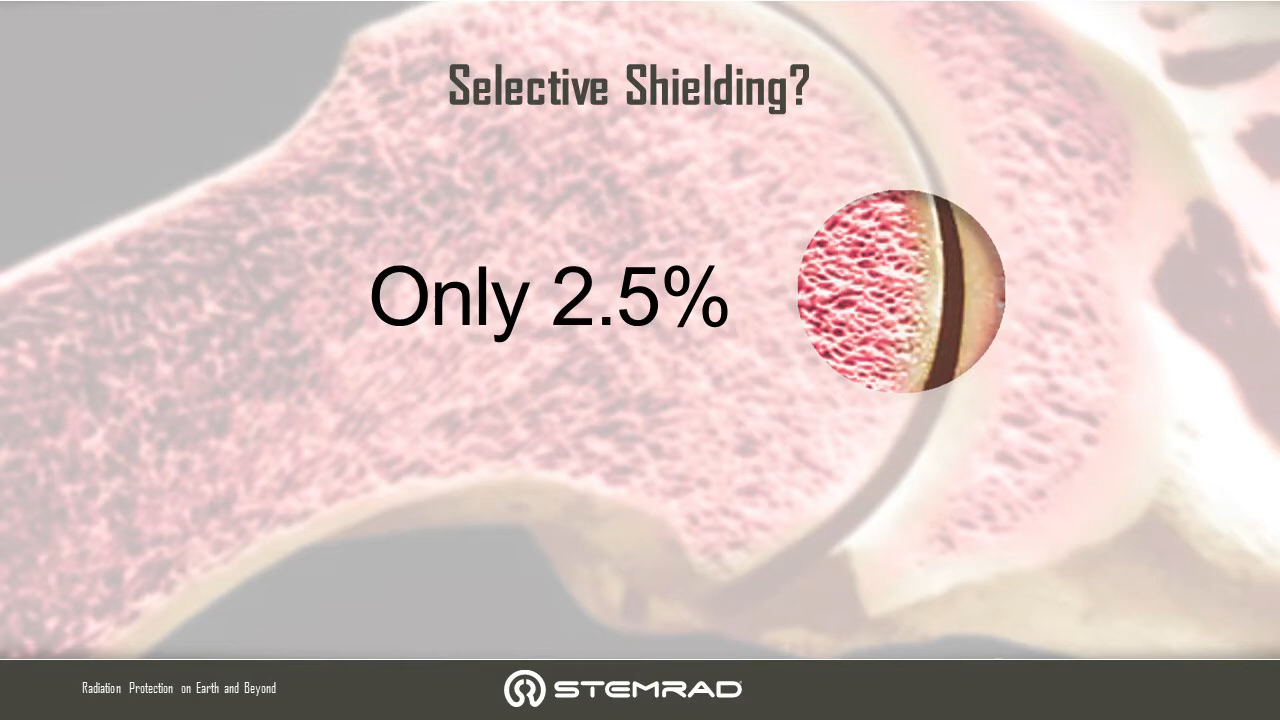 Selective Shielding?
Only 2.5%
Radiation Protection on Earth and Beyond
STEMRAD